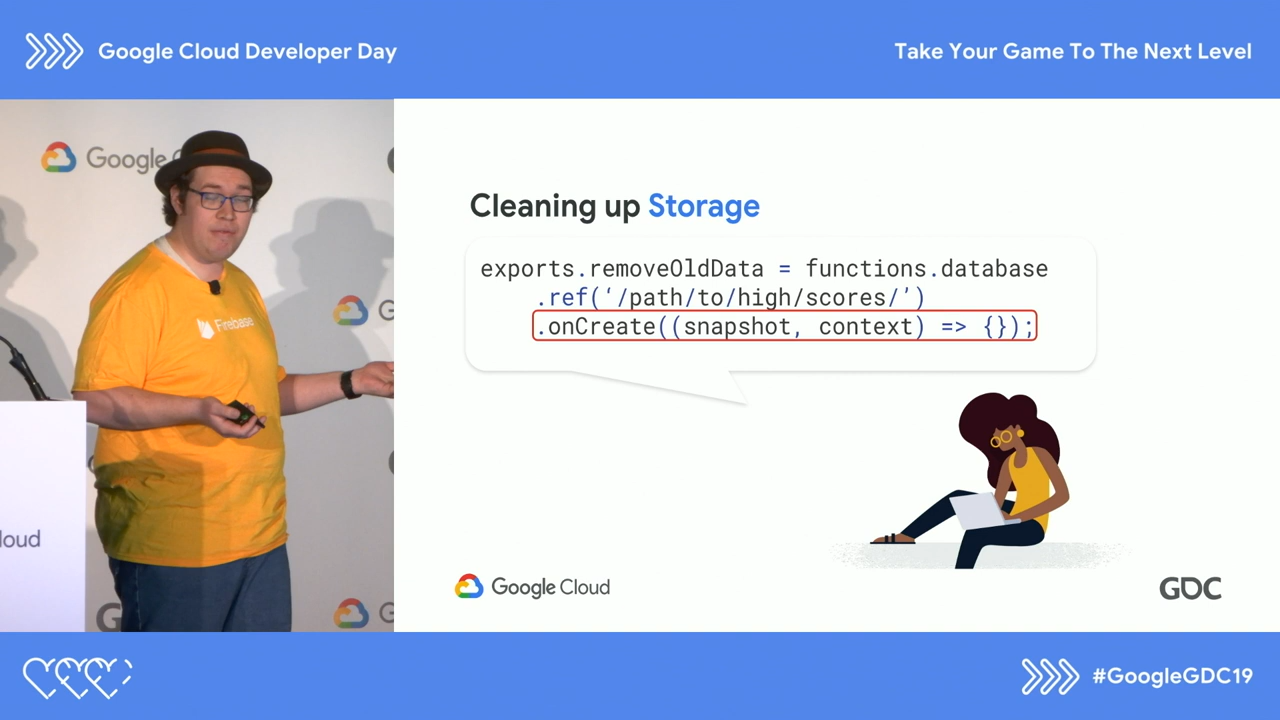 Google Cloud Developer Day
Take Your Game To The Next Level
Google
G
Firebase
loud
G
G
Cleaning up Storage
exports.removeOldData = functions.database
.ref(‘/path/to/high/scores/’)
.onCreate((snapshot, context) => {});
Google Cloud
GDC
#GoogleGDC19